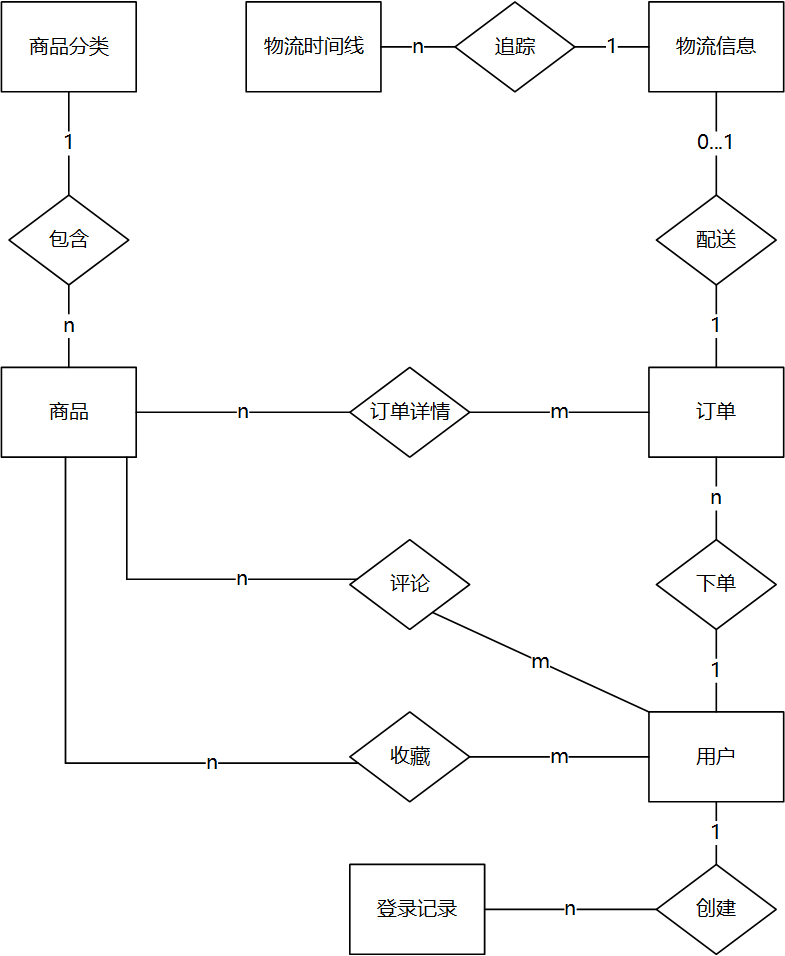 商品分类
物流时间线
n
追踪
1
物流信息
1
0...1
包含
配送
n
1
商品
n
订单详情
m
订单
n
n
评论
下单
m
1
n
收藏
m
用户
1
登录记录
n
创建